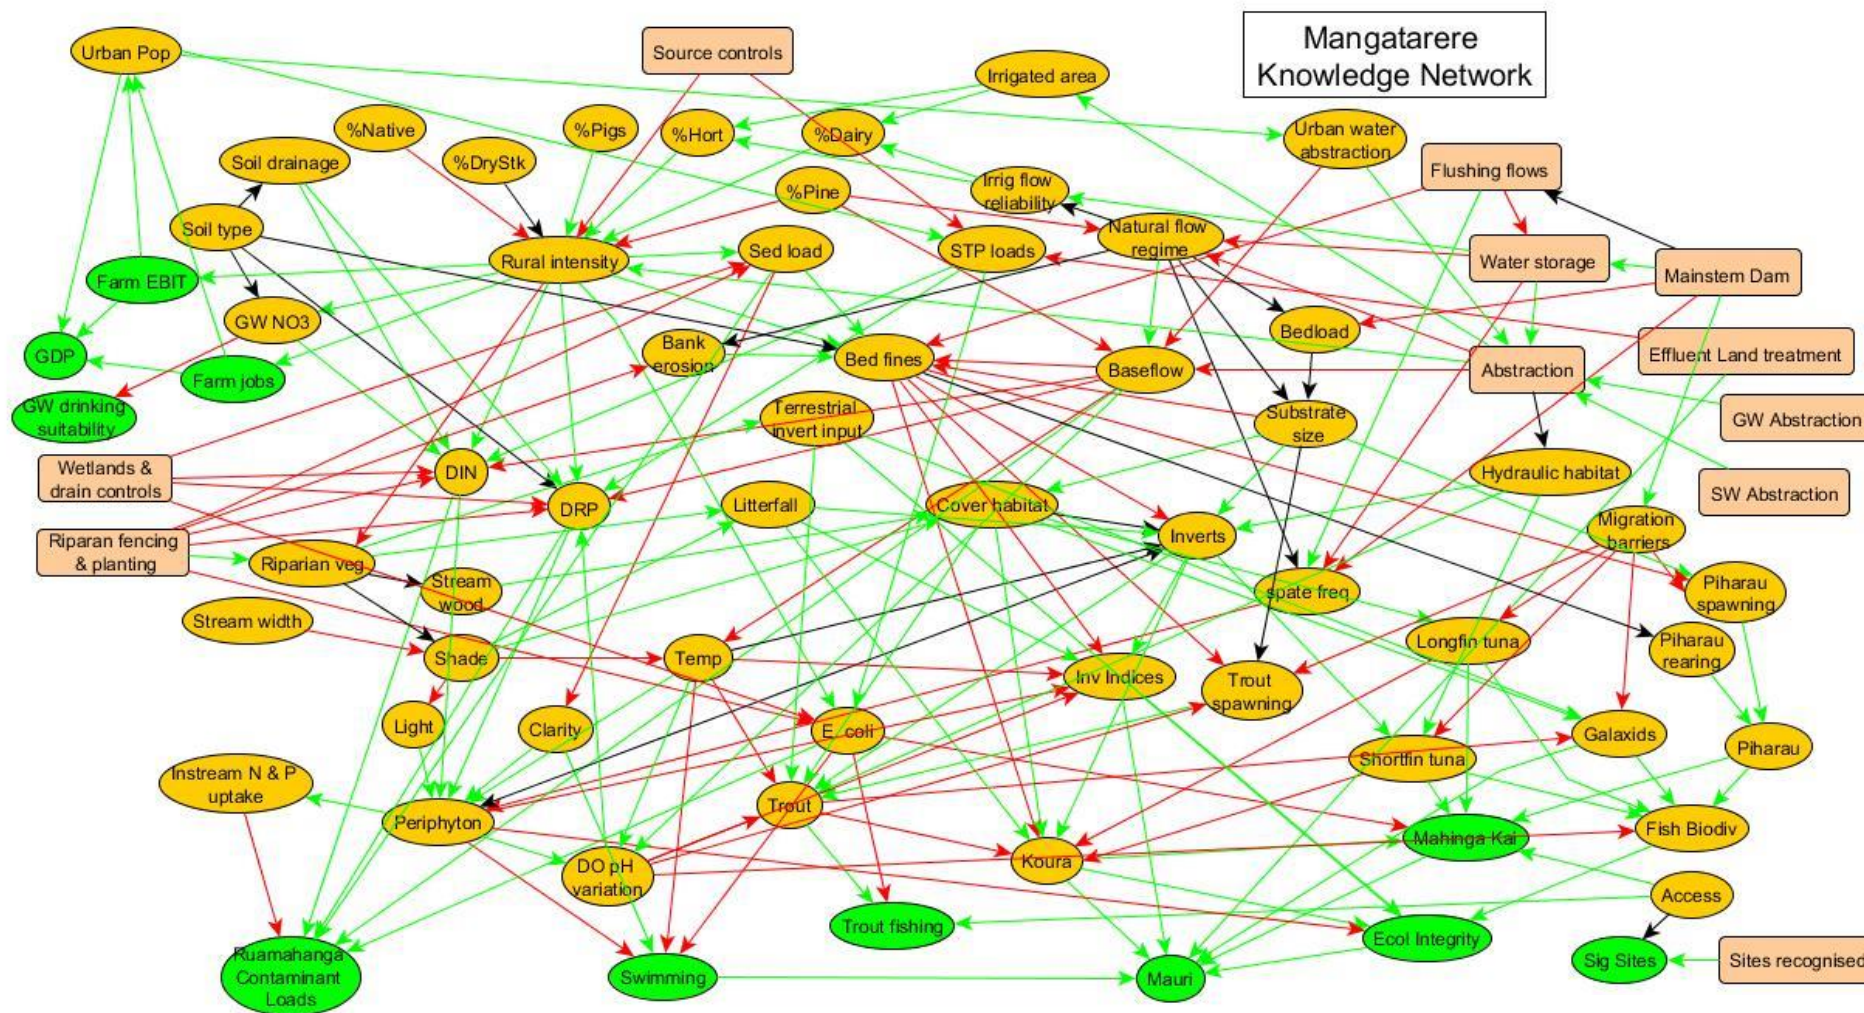 Mangatarere
Knowledge Network
Urban Pop
Source controls
Irrigated area
%Native
%Pigs
%Hort
%Dairy
Urban water
abstraction
Soil drainage
%DryStk
Flushing flows
%Pine
Irrig flow
reliability
Soil type
Natural flow
regime
Rural intensity
Sed load
STP loads
Water storage
Mainstem Dam
Farm EBIT
GW NO3
Bedload
GDP
Bank
erosion
Bed fines
Baseflow
Effluent Land treatment
Abstraction
Farm jobs
GW drinking
suitability
Terrestrial
invert input
Substrate
size
GW Abstraction
Wetlands &
drain controls
DIN
Hydraulic habitat
SW Abstraction
DRP
Litterfall
Cover habitat
Migration
barriers
Riparan fencing
& planting
Inverts
Riparian veg
Stream
wood
spate freq
Piharau
spawning
Stream width
Longfin tuna
Piharau
rearing
Shade
Temp
Inv Indices
Trout
spawning
Light
Clarity
E. coli
Galaxids
Piharau
Shortfin tuna
Instream N & P
uptake
Periphyton
Trout
Fish Biodiv
Mahinga Kai
Koura
DO pH
variation
Access
Trout fishing
Ecol Integrity
Ruamahanga
Contaminant
Loads
Swimming
Mauri
Sig Sites
Sites recognised